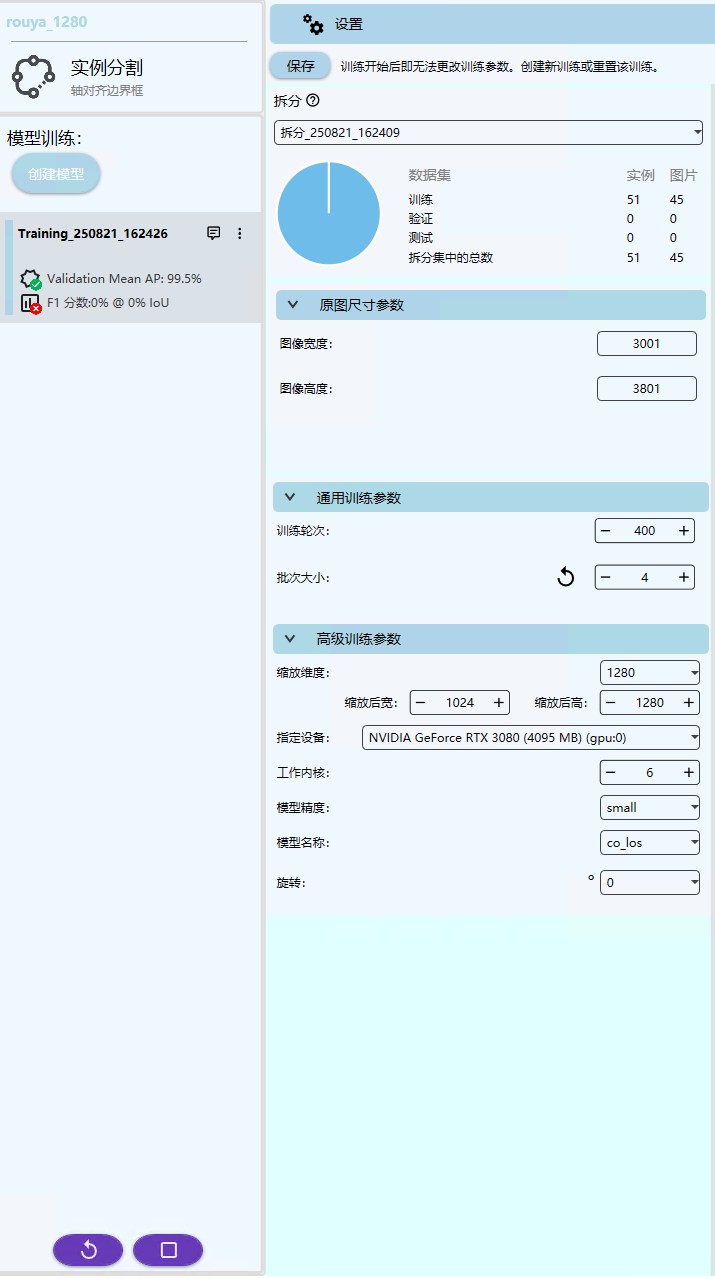 rouya_1280
实例分割
轴对齐边界框
模型训练:
创建模型
Training_250821_162426
Validation Mean AP: 99.5%
F1 分数:0% @ 0% IoU
设置
保存 训练开始后即无法更改训练参数。创建新训练或重置该训练。
拆分
拆分_250821_162409
数据集 实例 图片
训练 51 45
验证 0 0
测试 0 0
拆分集中的总数 51 45
原图尺寸参数
图像宽度: 3001
图像高度: 3801
通用训练参数
训练轮次: − 400 +
批次大小: − 4 +
高级训练参数
缩放维度: 1280
缩放后宽: − 1024 + 缩放后高: − 1280 +
指定设备: NVIDIA GeForce RTX 3080 (4095 MB) (gpu:0)
工作内核: − 6 +
模型精度: small
模型名称: co_los
旋转: ° 0